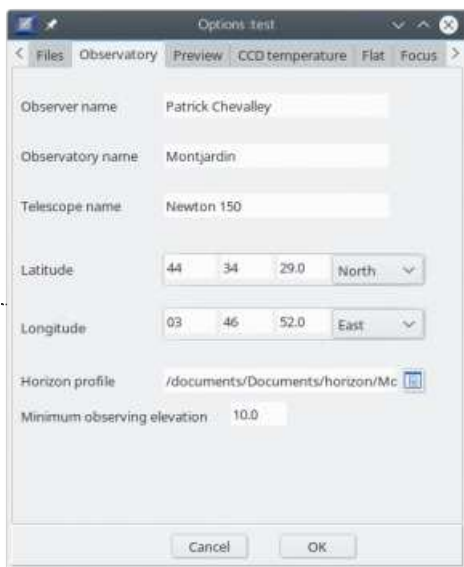 Options :test
Files Observatory Preview CCD temperature Flat Focus
Observer name Patrick Chevalley
Observatory name Montjardin
Telescope name Newton 150
Latitude 44 34 29.0 North
Longitude 03 46 52.0 East
Horizon profile /documents/Documents/horizon/Mc
Minimum observing elevation 10.0
Cancel OK